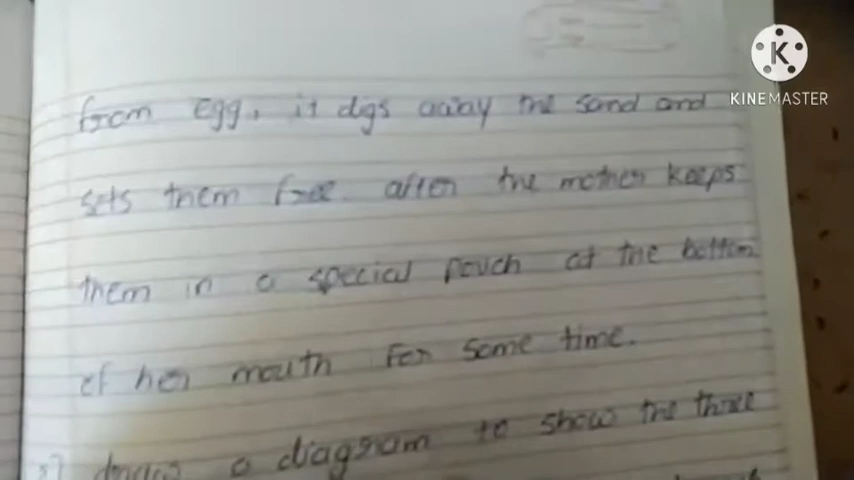 KINEMASTER
from egg, it digs away the sand and
sets them free. after the mother keeps
them in a special pouch at the bottom
of her mouth for some time.
draw a diagram to show the three